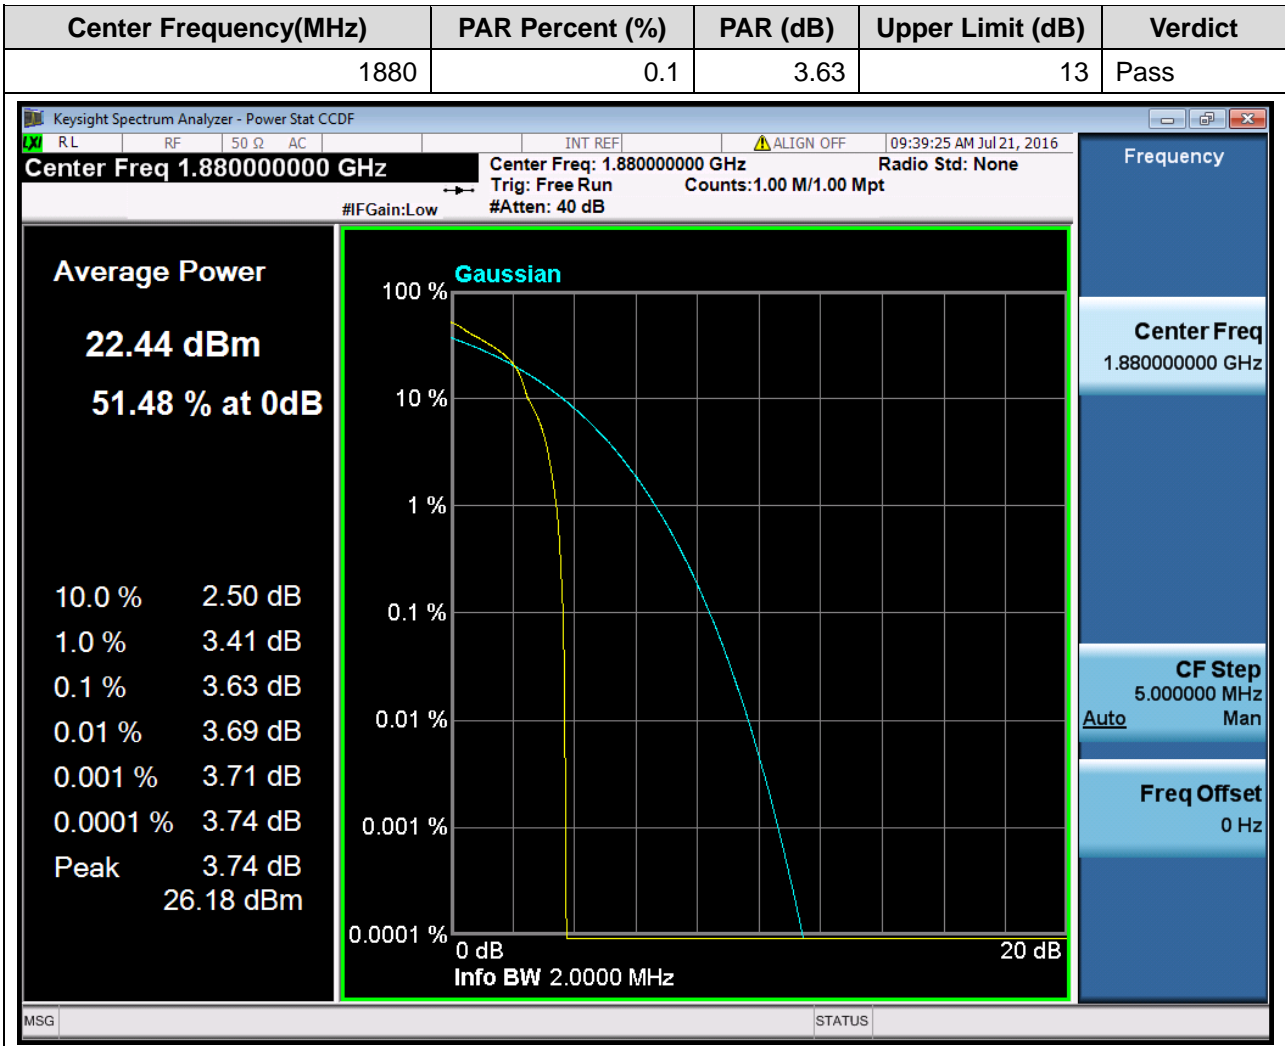 Center Frequency(MHz) PAR Percent (%) PAR (dB) Upper Limit (dB) Verdict
1880 0.1 3.63 13 Pass
Keysight Spectrum Analyzer - Power Stat CCDF
LXI RL RF 50 Ω AC INT REF ALIGN OFF 09:39:25 AM Jul 21, 2016
Center Freq 1.880000000 GHz
Center Freq: 1.880000000 GHz Radio Std: None
Trig: Free Run Counts:1.00 M/1.00 Mpt
#IFGain:Low #Atten: 40 dB
Frequency
Average Power
22.44 dBm
51.48 % at 0dB
10.0 % 2.50 dB
1.0 % 3.41 dB
0.1 % 3.63 dB
0.01 % 3.69 dB
0.001 % 3.71 dB
0.0001 % 3.74 dB
Peak 3.74 dB
26.18 dBm
Gaussian
100 %
10 %
1 %
0.1 %
0.01 %
0.001 %
0.0001 %
0 dB 20 dB
Info BW 2.0000 MHz
Center Freq
1.880000000 GHz
CF Step
5.000000 MHz
Auto Man
Freq Offset
0 Hz
MSG STATUS